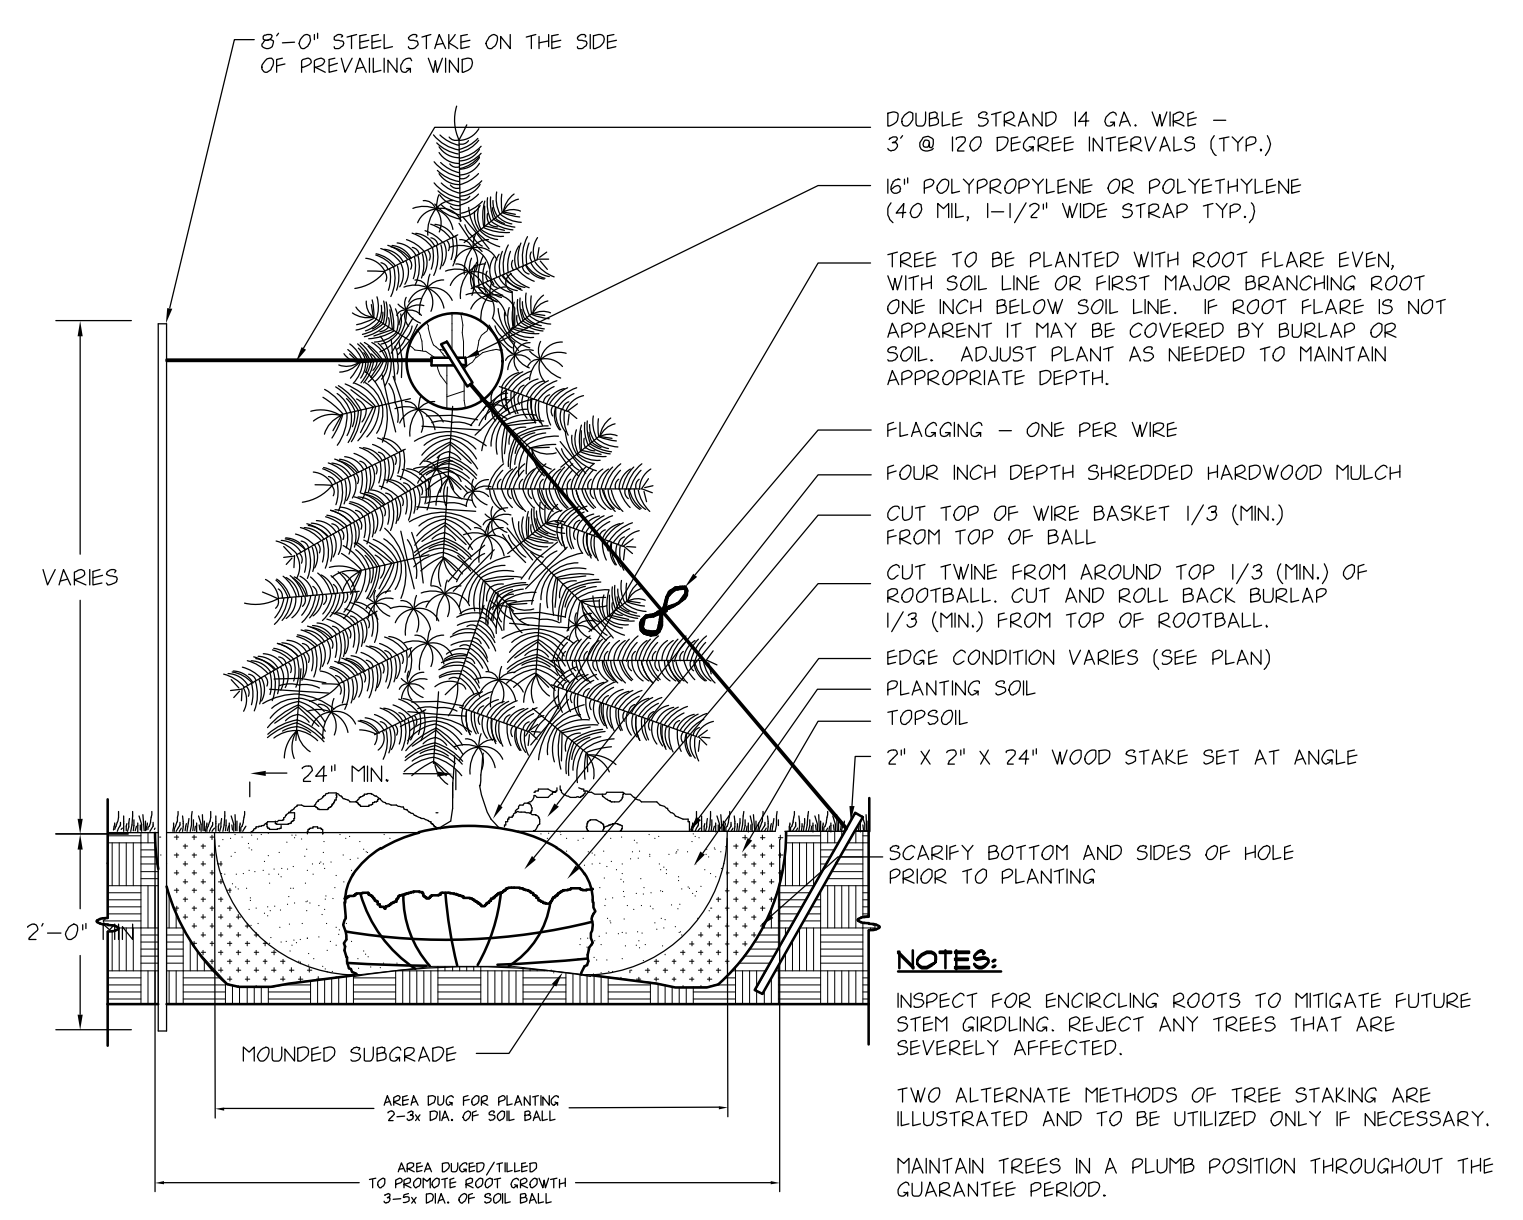 8'-0" STEEL STAKE ON THE SIDE
OF PREVAILING WIND
DOUBLE STRAND 14 GA. WIRE –
3' @ 120 DEGREE INTERVALS (TYP.)
16" POLYPROPYLENE OR POLYETHYLENE
(40 MIL, 1-1/2" WIDE STRAP TYP.)
TREE TO BE PLANTED WITH ROOT FLARE EVEN,
WITH SOIL LINE OR FIRST MAJOR BRANCHING ROOT
ONE INCH BELOW SOIL LINE. IF ROOT FLARE IS NOT
APPARENT IT MAY BE COVERED BY BURLAP OR
SOIL. ADJUST PLANT AS NEEDED TO MAINTAIN
APPROPRIATE DEPTH.
FLAGGING – ONE PER WIRE
FOUR INCH DEPTH SHREDDED HARDWOOD MULCH
CUT TOP OF WIRE BASKET 1/3 (MIN.)
FROM TOP OF BALL
CUT TWINE FROM AROUND TOP 1/3 (MIN.) OF
ROOTBALL. CUT AND ROLL BACK BURLAP
1/3 (MIN.) FROM TOP OF ROOTBALL.
EDGE CONDITION VARIES (SEE PLAN)
PLANTING SOIL
TOPSOIL
2" X 2" X 24" WOOD STAKE SET AT ANGLE
VARIES
24" MIN.
SCARIFY BOTTOM AND SIDES OF HOLE
PRIOR TO PLANTING
2'-0" MIN
MOUNDED SUBGRADE
AREA DUG FOR PLANTING
2-3x DIA. OF SOIL BALL
AREA DUGED/TILLED
TO PROMOTE ROOT GROWTH
3-5x DIA. OF SOIL BALL
NOTES:
INSPECT FOR ENCIRCLING ROOTS TO MITIGATE FUTURE
STEM GIRDLING. REJECT ANY TREES THAT ARE
SEVERELY AFFECTED.
TWO ALTERNATE METHODS OF TREE STAKING ARE
ILLUSTRATED AND TO BE UTILIZED ONLY IF NECESSARY.
MAINTAIN TREES IN A PLUMB POSITION THROUGHOUT THE
GUARANTEE PERIOD.